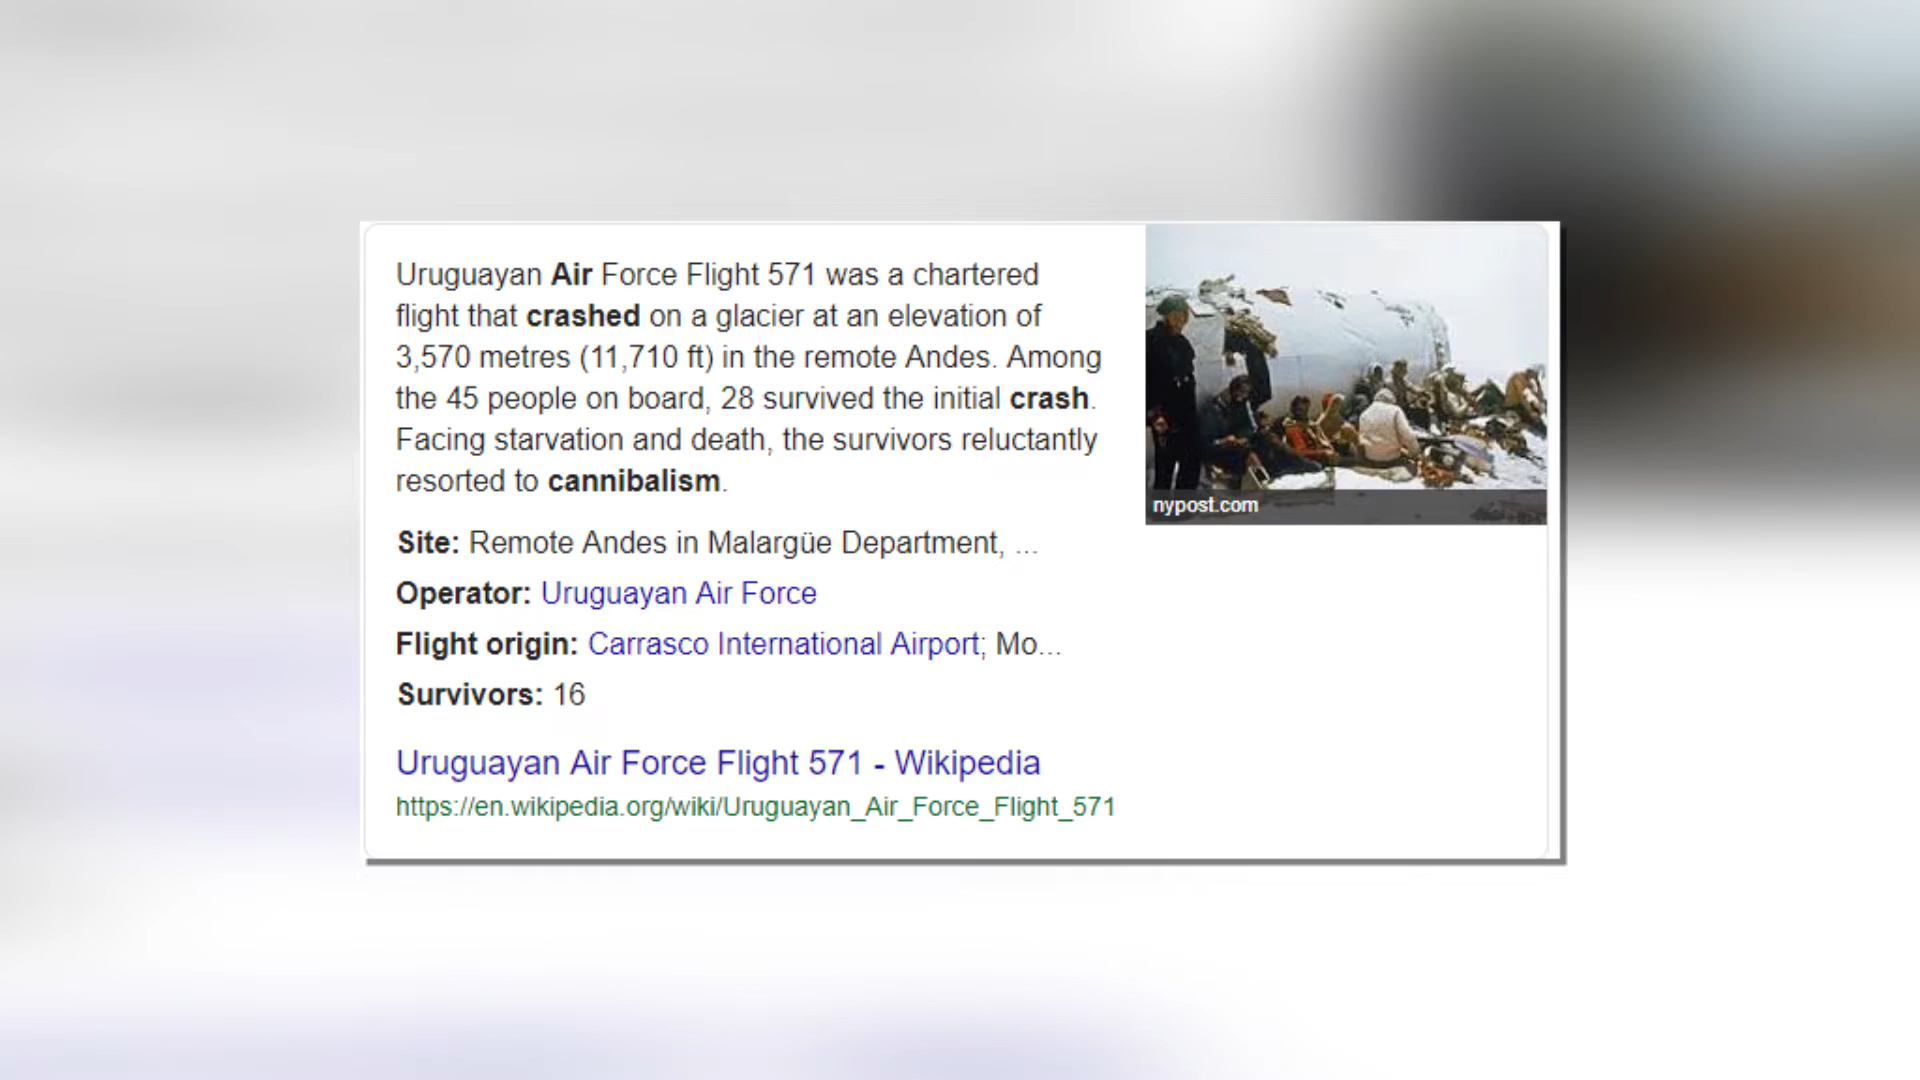 Uruguayan Air Force Flight 571 was a chartered
flight that crashed on a glacier at an elevation of
3,570 metres (11,710 ft) in the remote Andes. Among
the 45 people on board, 28 survived the initial crash.
Facing starvation and death, the survivors reluctantly
resorted to cannibalism.
nypost.com
Site: Remote Andes in Malargüe Department, ...
Operator: Uruguayan Air Force
Flight origin: Carrasco International Airport; Mo...
Survivors: 16
Uruguayan Air Force Flight 571 - Wikipedia
https://en.wikipedia.org/wiki/Uruguayan_Air_Force_Flight_571